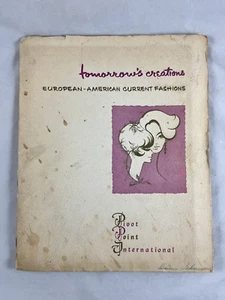 tomorrow's creations
EUROPEAN-AMERICAN CURRENT FASHIONS
Pivot
Point
International